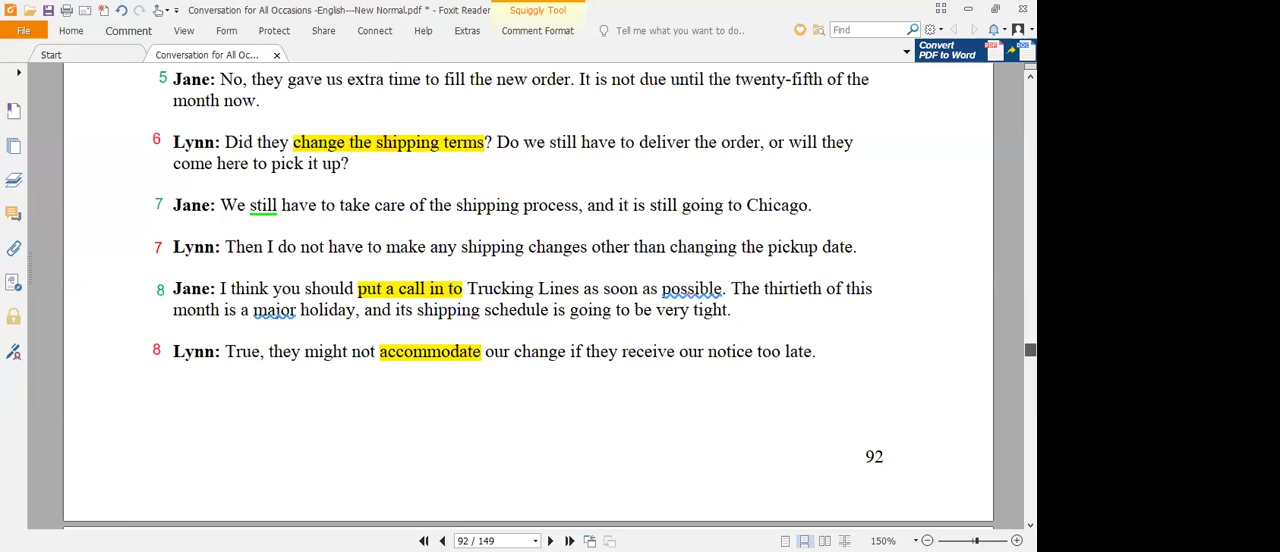 Conversation for All Occasions -English---New Normal.pdf * - Foxit Reader
Squiggly Tool
File Home Comment View Form Protect Share Connect Help Extras Comment Format Tell me what you want to do.. Find
Start Conversation for All Oc...
Convert
PDF to Word
5 Jane: No, they gave us extra time to fill the new order. It is not due until the twenty-fifth of the
month now.
6 Lynn: Did they change the shipping terms? Do we still have to deliver the order, or will they
come here to pick it up?
7 Jane: We still have to take care of the shipping process, and it is still going to Chicago.
7 Lynn: Then I do not have to make any shipping changes other than changing the pickup date.
8 Jane: I think you should put a call in to Trucking Lines as soon as possible. The thirtieth of this
month is a major holiday, and its shipping schedule is going to be very tight.
8 Lynn: True, they might not accommodate our change if they receive our notice too late.
92
92 / 149
150%